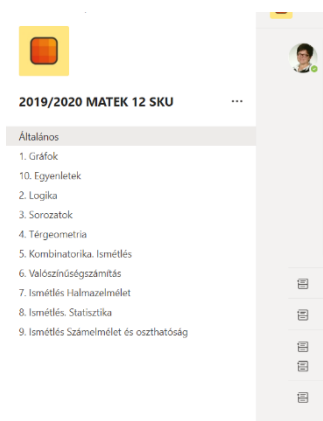 2019/2020 MATEK 12 SKU ...
Általános
1. Gráfok
10. Egyenletek
2. Logika
3. Sorozatok
4. Térgeometria
5. Kombinatorika. Ismétlés
6. Valószínűségszámítás
7. Ismétlés Halmazelmélet
8. Ismétlés. Statisztika
9. Ismétlés Számelmélet és oszthatóság